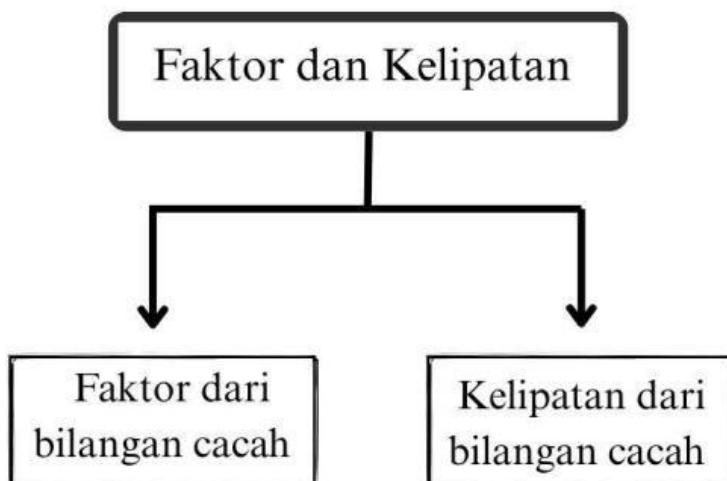 Faktor dan Kelipatan
Faktor dari
bilangan cacah
Kelipatan dari
bilangan cacah